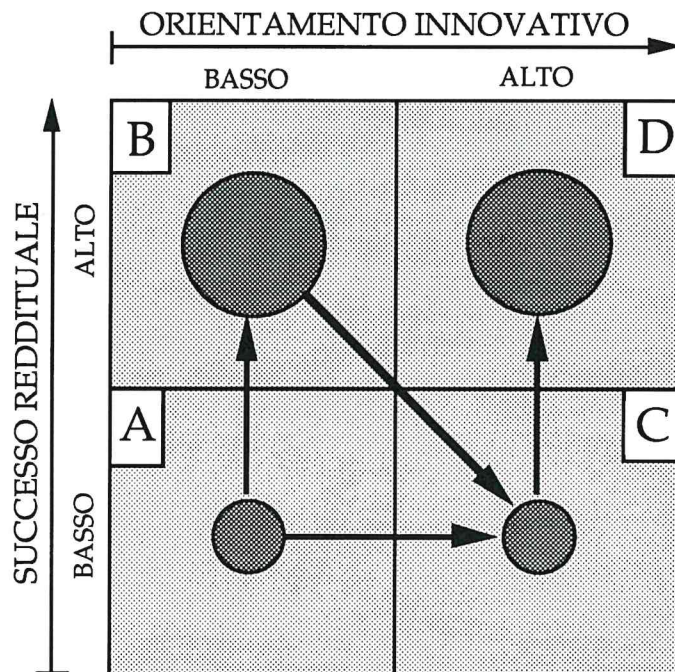 ORIENTAMENTO INNOVATIVO
BASSO ALTO
B D
SUCCESSO REDDITUALE
ALTO
A C
BASSO